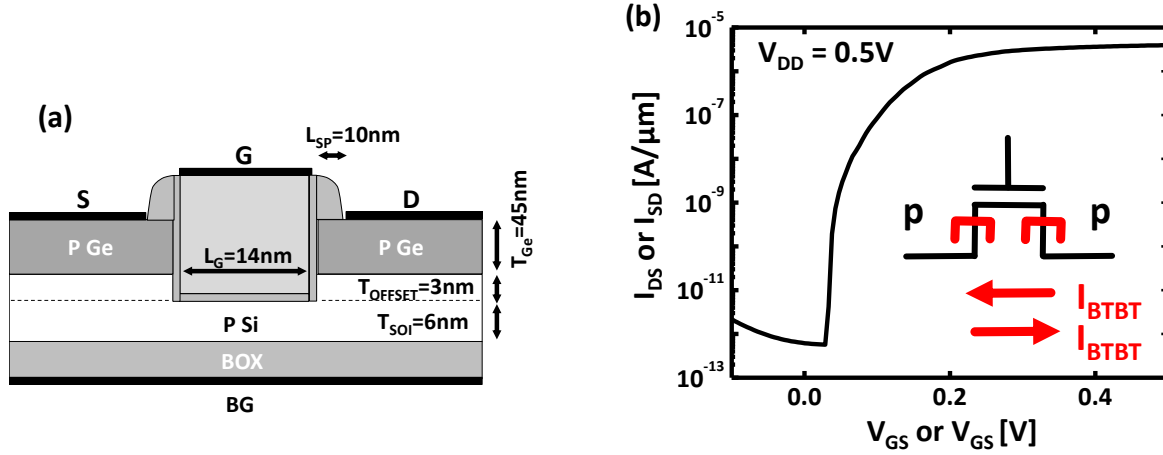 (a)
L_SP=10nm
G
S
D
P Ge
P Ge
T_Ge=45nm
L_G=14nm
T_OFFSET=3nm
P Si
T_SOI=6nm
BOX
BG
(b)
V_DD = 0.5V
I_DS or I_SD [A/µm]
10^-5
10^-7
10^-9
10^-11
10^-13
p
p
I_BTBT
I_BTBT
0.0
0.2
0.4
V_GS or V_GS [V]